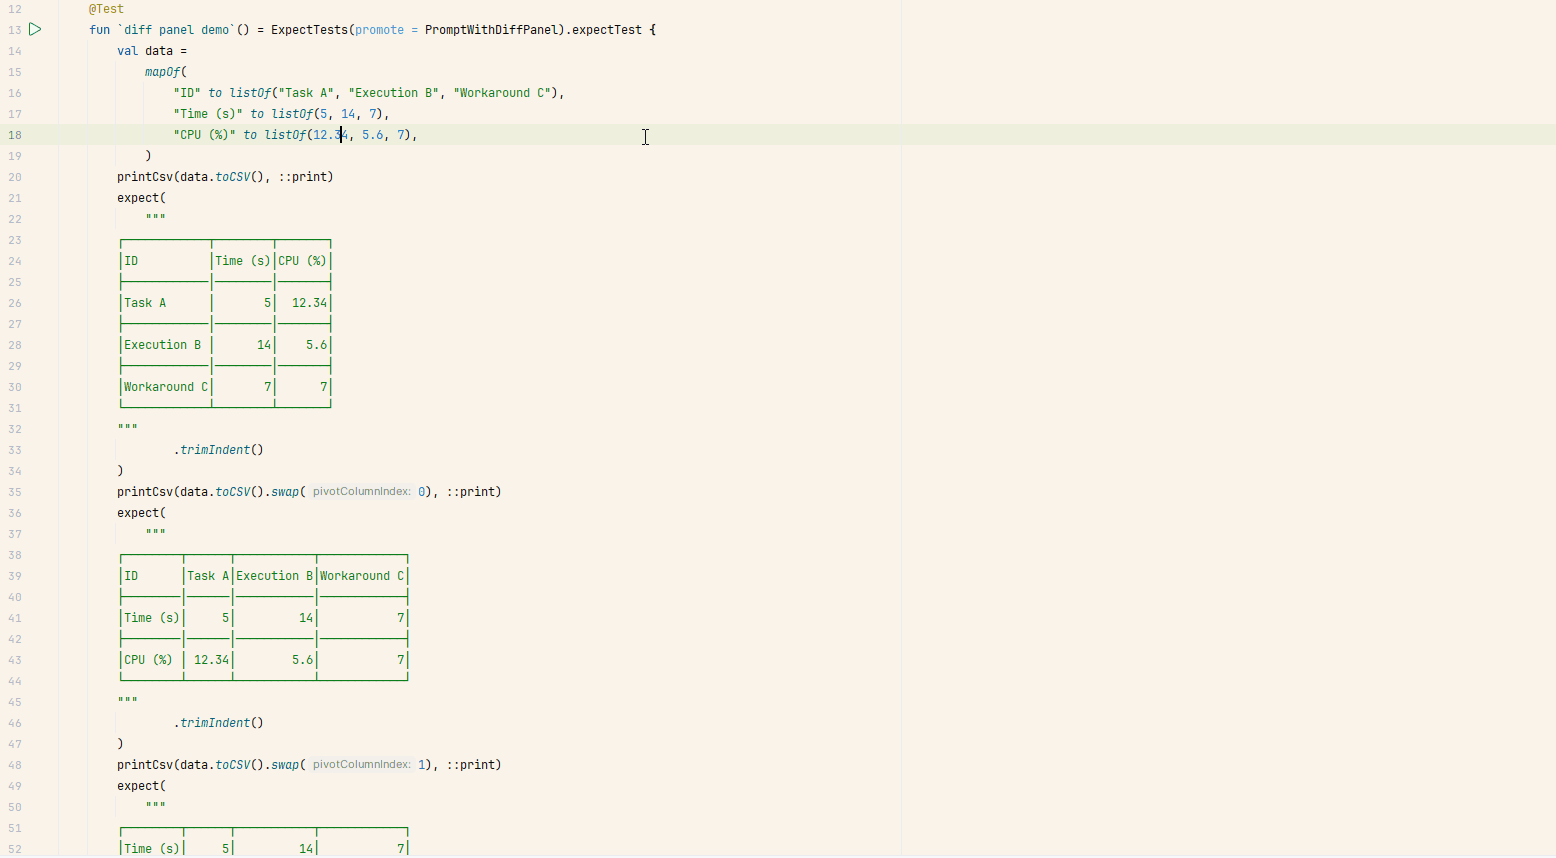 12 @Test
13 fun `diff panel demo`() = ExpectTests(promote = PromptWithDiffPanel).expectTest {
14 val data =
15 mapOf(
16 "ID" to listOf("Task A", "Execution B", "Workaround C"),
17 "Time (s)" to listOf(5, 14, 7),
18 "CPU (%)" to listOf(12.34, 5.6, 7),
19 )
20 printCsv(data.toCSV(), ::print)
21 expect(
22 """
23 ┌────────────┬────────┬───────┐
24 │ID          │Time (s)│CPU (%)│
25 ├────────────│────────│───────┤
26 │Task A      │       5│  12.34│
27 ├────────────│────────│───────┤
28 │Execution B │      14│    5.6│
29 ├────────────│────────│───────┤
30 │Workaround C│       7│      7│
31 └────────────┴────────┴───────┘
32 """
33 .trimIndent()
34 )
35 printCsv(data.toCSV().swap( pivotColumnIndex: 0), ::print)
36 expect(
37 """
38 ┌────────┬──────┬───────────┬────────────┐
39 │ID      │Task A│Execution B│Workaround C│
40 ├────────│──────│───────────│────────────┤
41 │Time (s)│     5│         14│           7│
42 ├────────│──────│───────────│────────────┤
43 │CPU (%) │ 12.34│        5.6│           7│
44 └────────┴──────┴───────────┴────────────┘
45 """
46 .trimIndent()
47 )
48 printCsv(data.toCSV().swap( pivotColumnIndex: 1), ::print)
49 expect(
50 """
51 ┌────────┬──────┬───────────┬────────────┐
52 │Time (s)│     5│         14│           7│